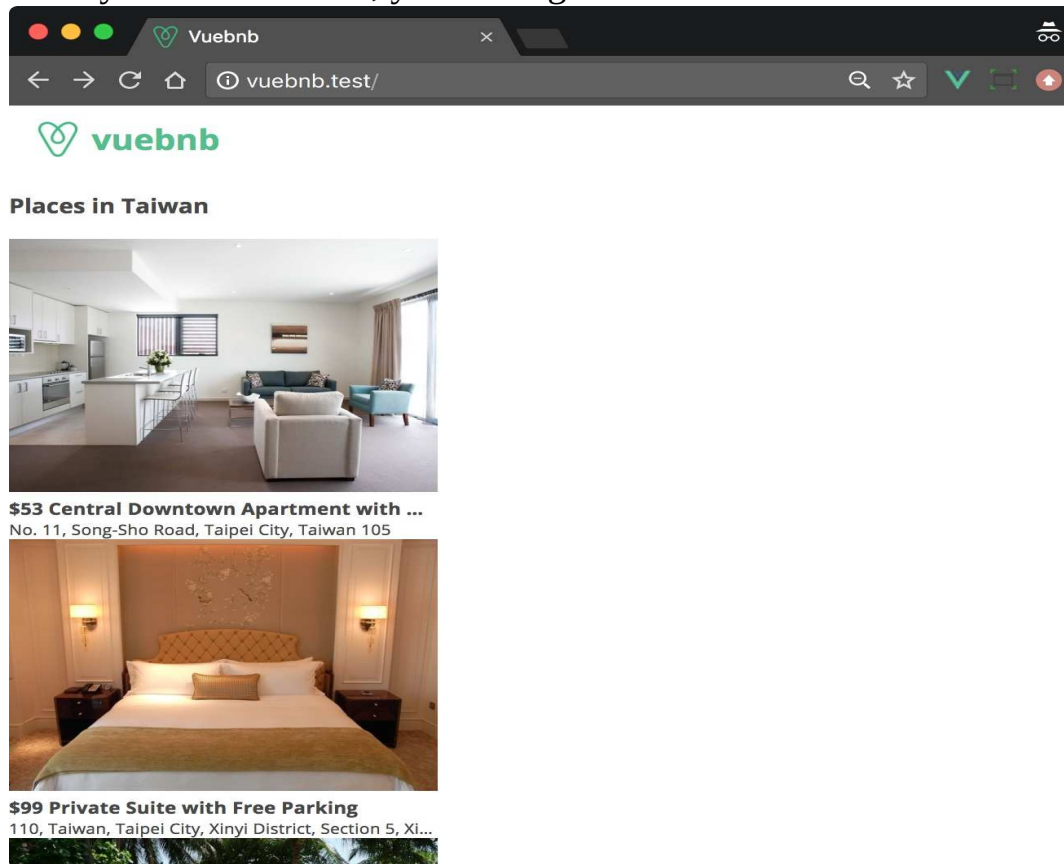 Vuebnb
vuebnb.test/
vuebnb
Places in Taiwan
$53 Central Downtown Apartment with ...
No. 11, Song-Sho Road, Taipei City, Taiwan 105
$99 Private Suite with Free Parking
110, Taiwan, Taipei City, Xinyi District, Section 5, Xi...